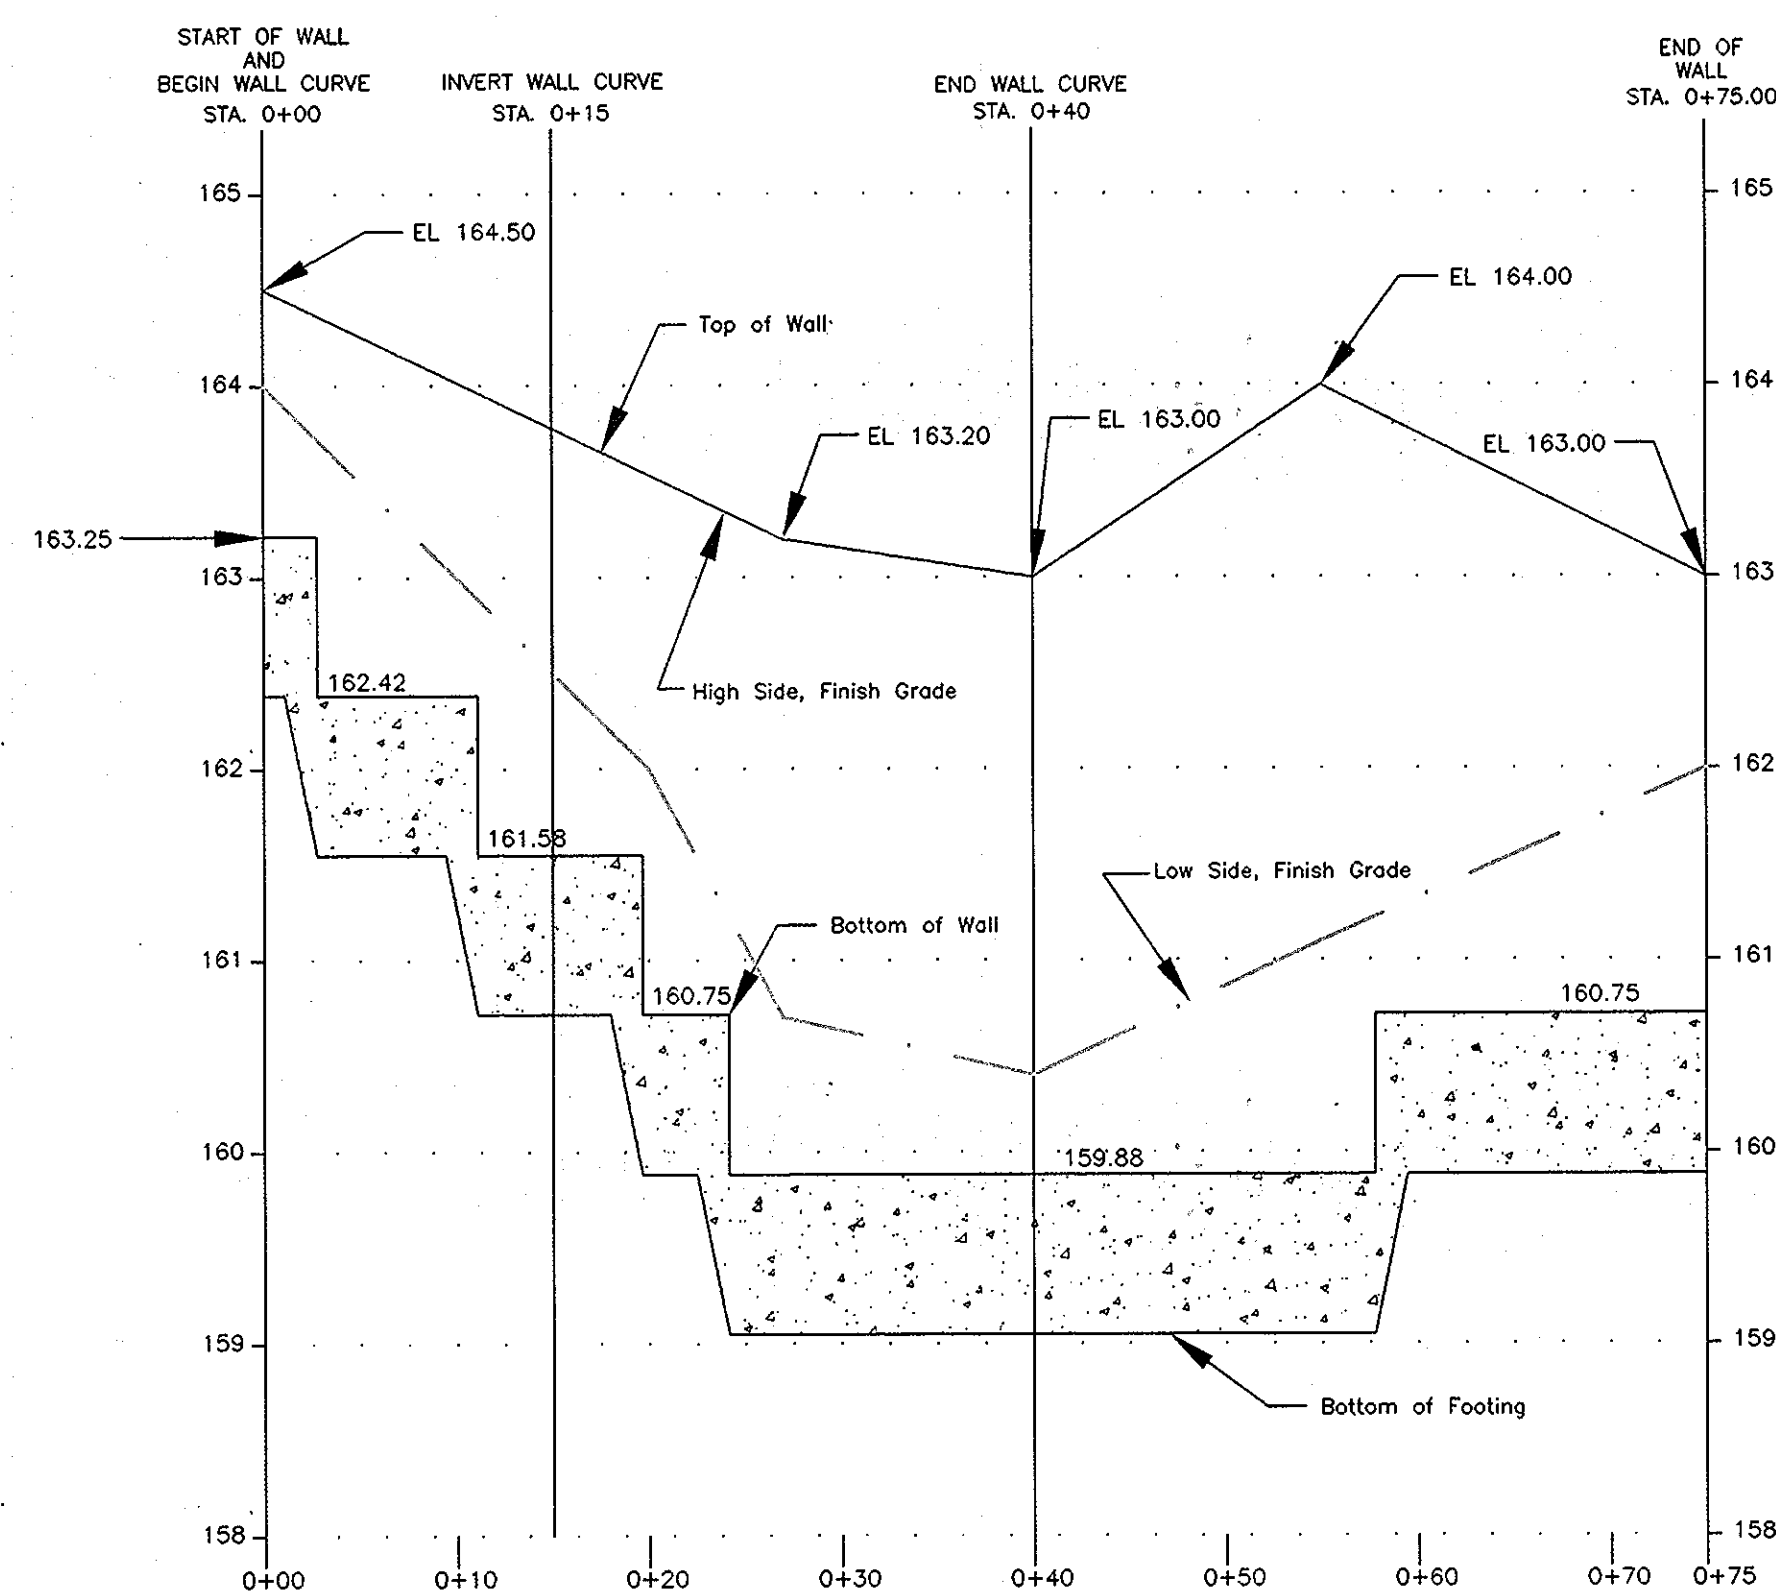 START OF WALL
AND
BEGIN WALL CURVE
STA. 0+00
INVERT WALL CURVE
STA. 0+15
END WALL CURVE
STA. 0+40
END OF
WALL
STA. 0+75.00
165
165
EL 164.50
EL 164.00
Top of Wall
164
164
EL 163.00
EL 163.20
EL 163.00
163.25
163
163
162.42
High Side, Finish Grade
162
162
161.58
Low Side, Finish Grade
Bottom of Wall
161
161
160.75
160.75
160
160
159.88
159
159
Bottom of Footing
158
158
0+00
0+10
0+20
0+30
0+40
0+50
0+60
0+70
0+75